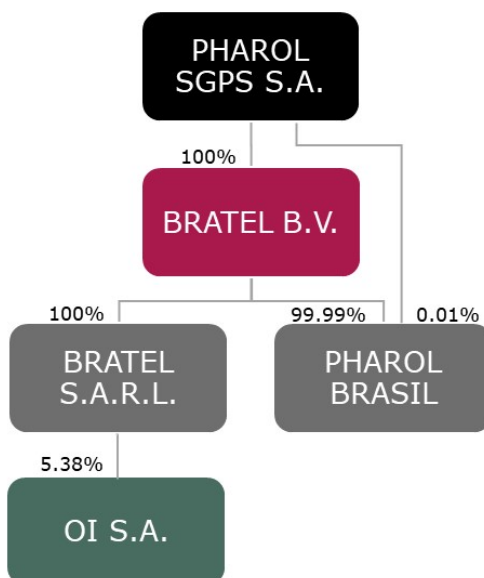 PHAROL
SGPS S.A.
100%
BRATEL B.V.
100%
99.99%
0.01%
BRATEL
S.A.R.L.
PHAROL
BRASIL
5.38%
OI S.A.